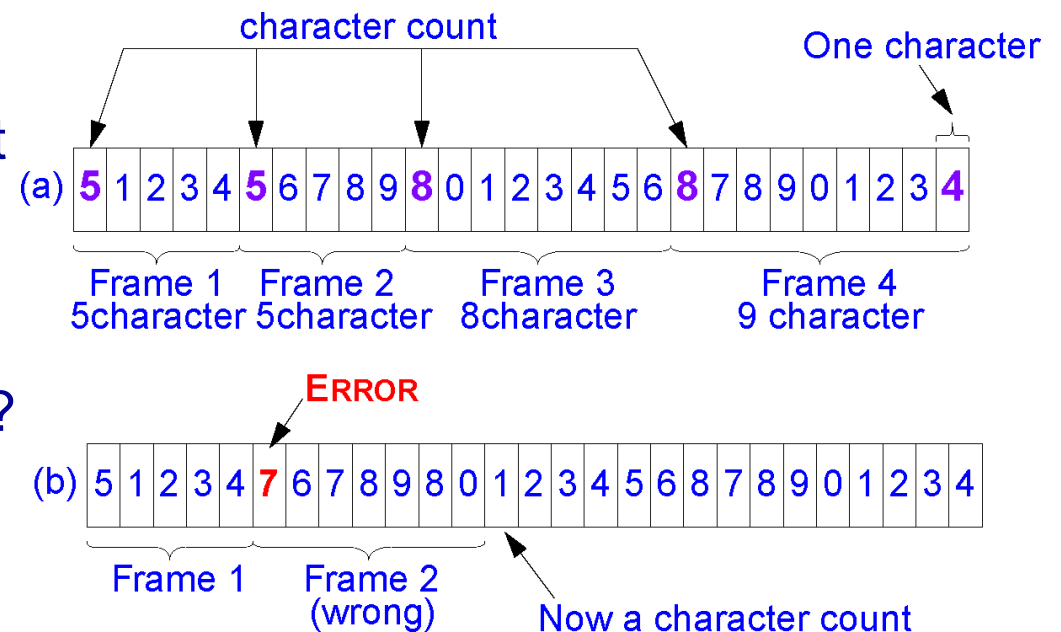 character count
One character
t
(a) 5 1 2 3 4 5 6 7 8 9 8 0 1 2 3 4 5 6 8 7 8 9 0 1 2 3 4
Frame 1 Frame 2 Frame 3 Frame 4
5character 5character 8character 9 character
ERROR
?
(b) 5 1 2 3 4 7 6 7 8 9 8 0 1 2 3 4 5 6 8 7 8 9 0 1 2 3 4
Frame 1 Frame 2
(wrong)
Now a character count